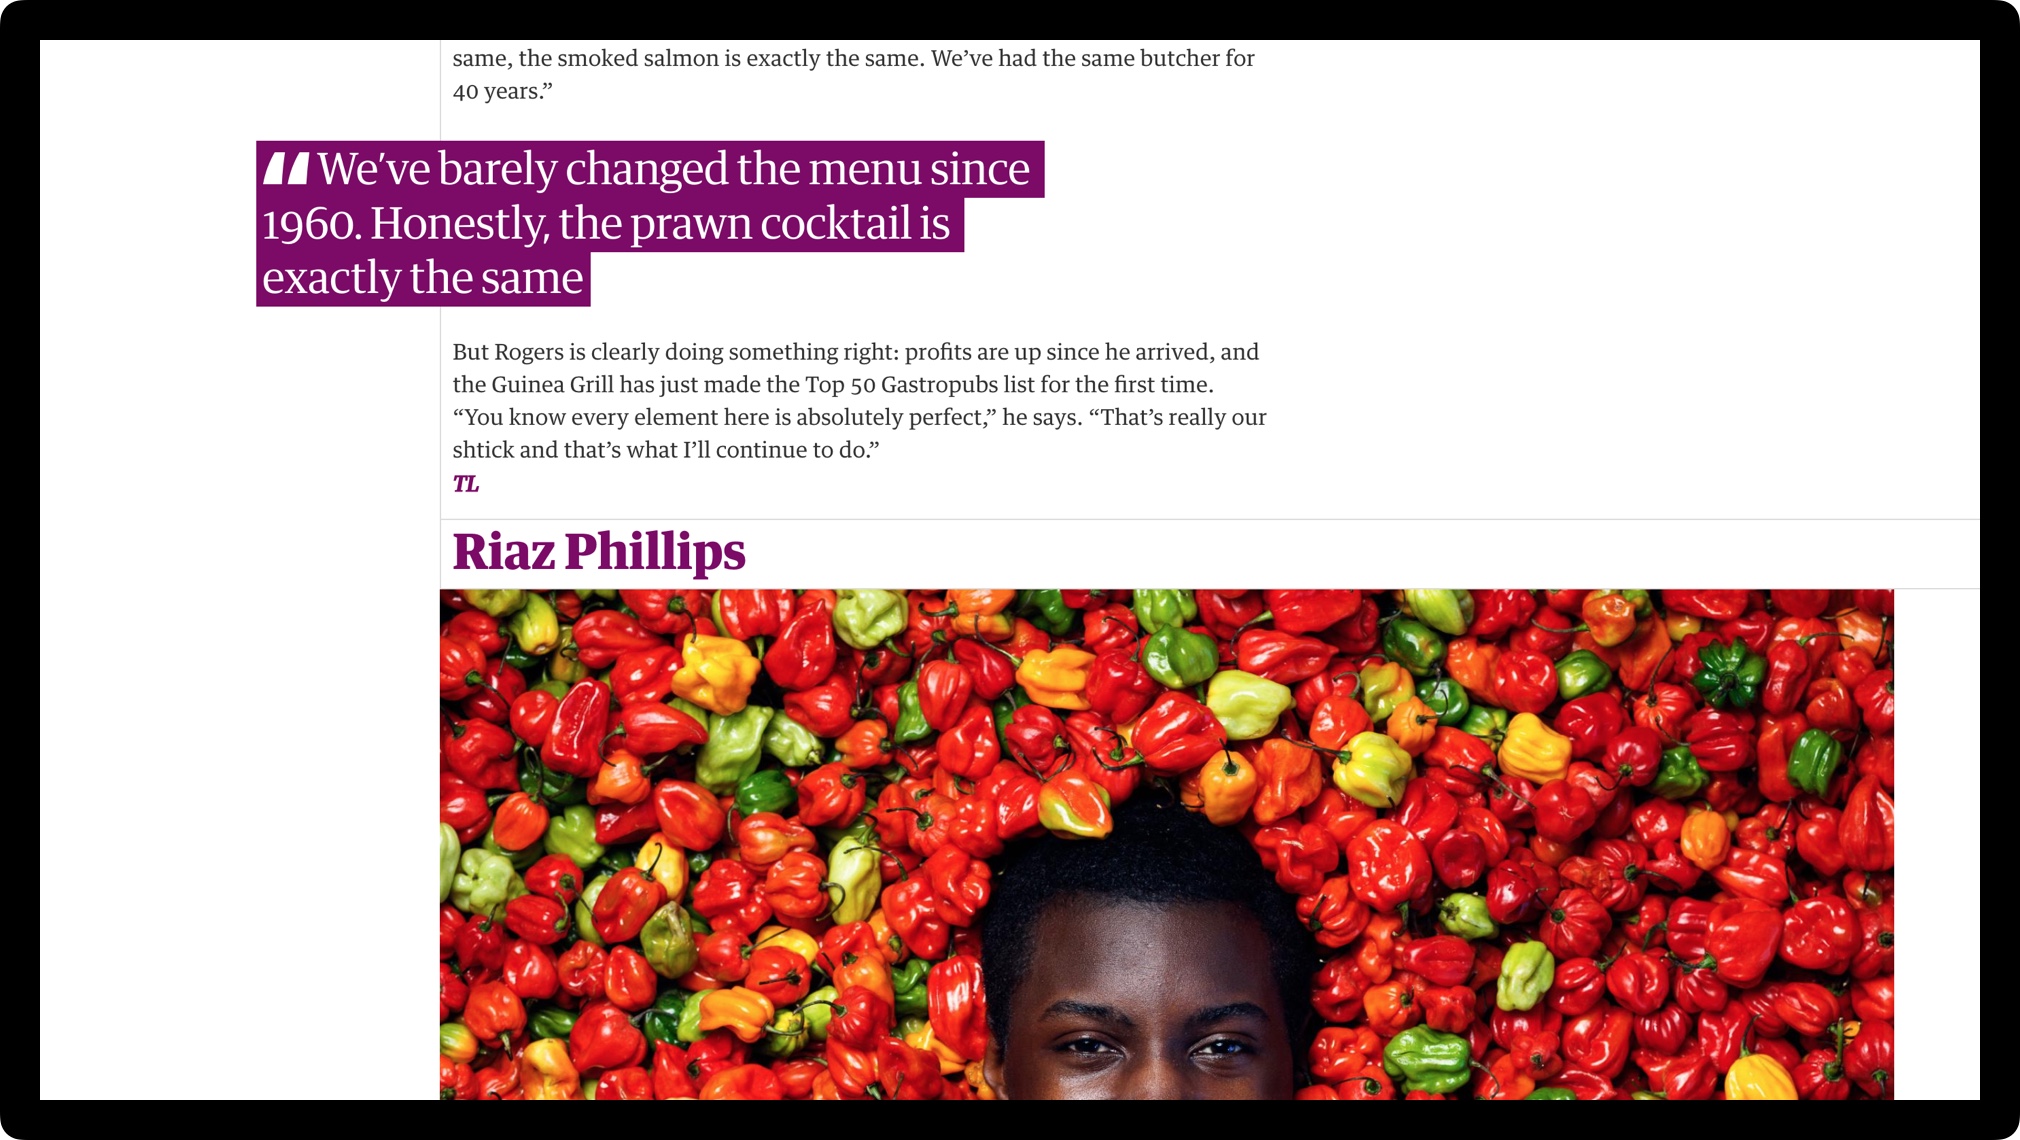 same, the smoked salmon is exactly the same. We’ve had the same butcher for
40 years.”
“We’ve barely changed the menu since
1960. Honestly, the prawn cocktail is
exactly the same
But Rogers is clearly doing something right: profits are up since he arrived, and
the Guinea Grill has just made the Top 50 Gastropubs list for the first time.
“You know every element here is absolutely perfect,” he says. “That’s really our
shtick and that’s what I’ll continue to do.”
TL
Riaz Phillips